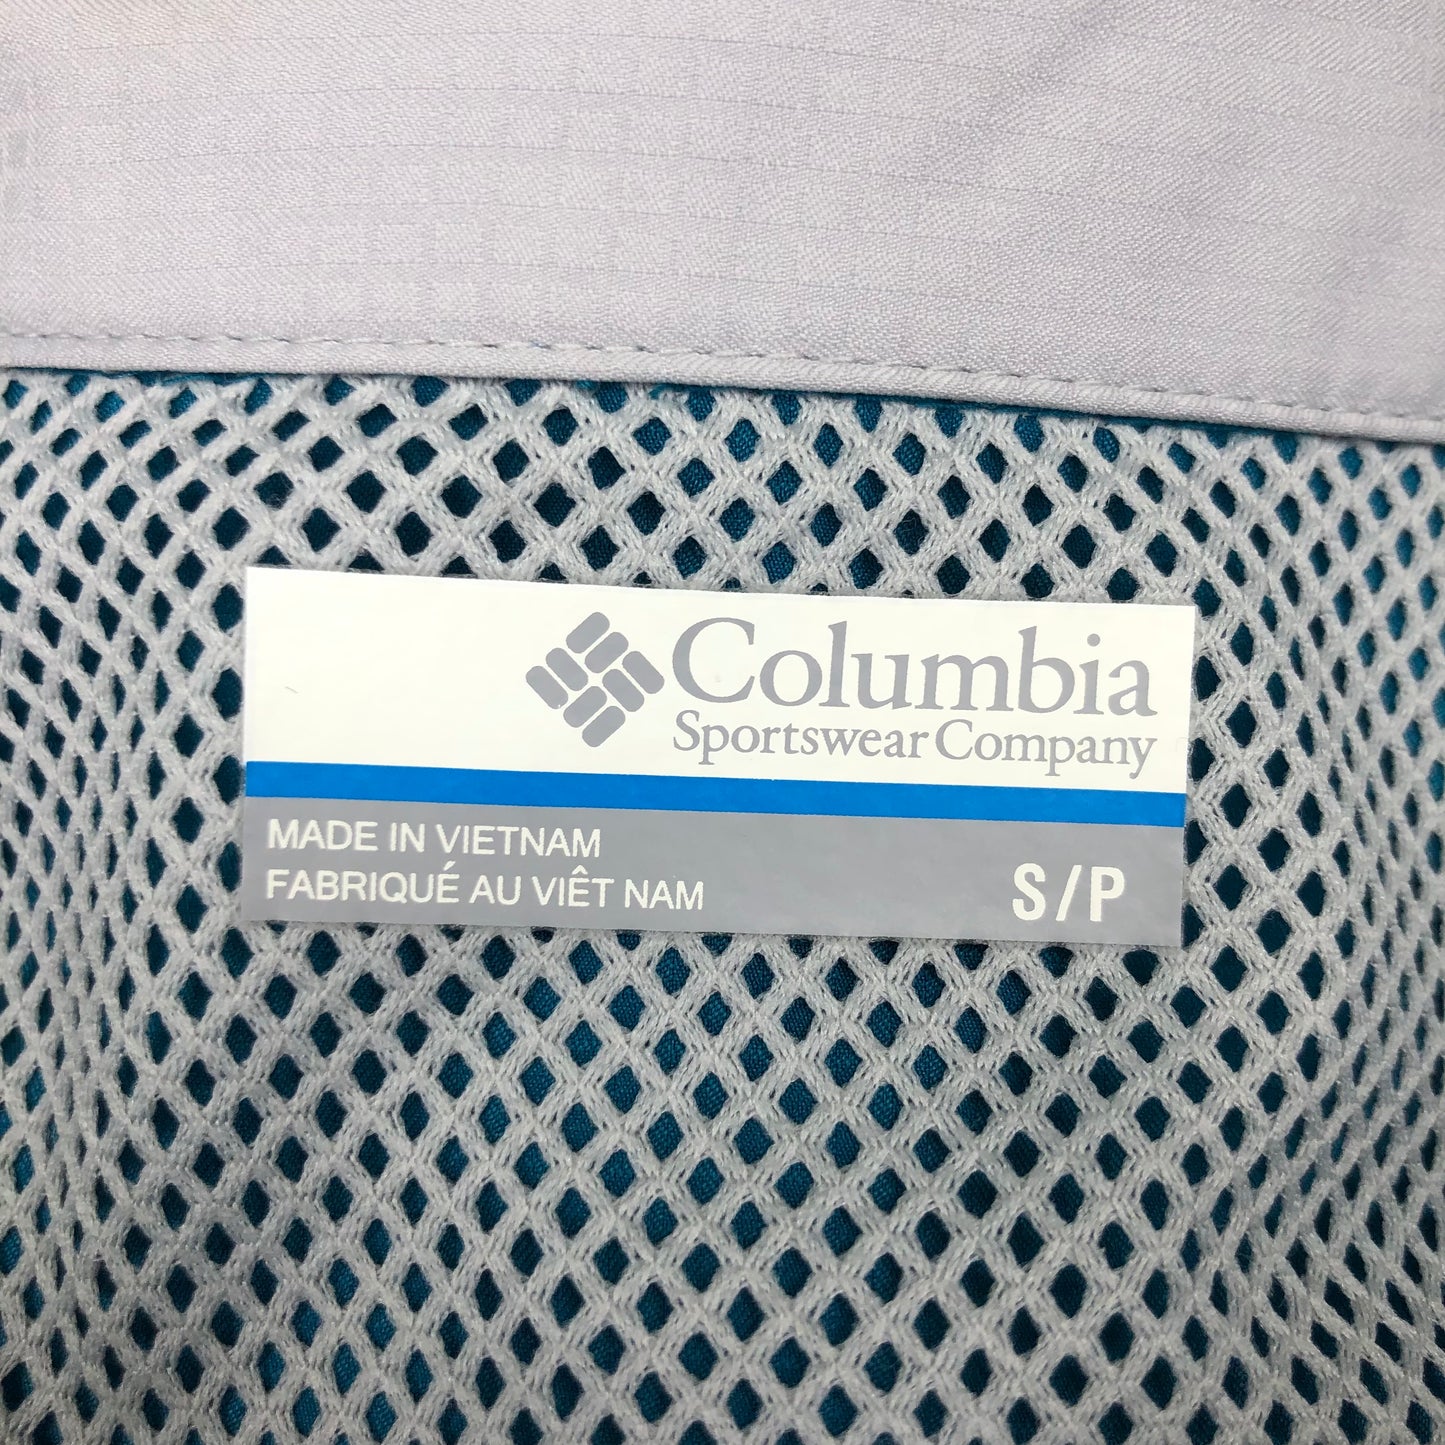 Columbia
Sportswear Company
MADE IN VIETNAM
FABRIQUÉ AU VIÊT NAM
S/P